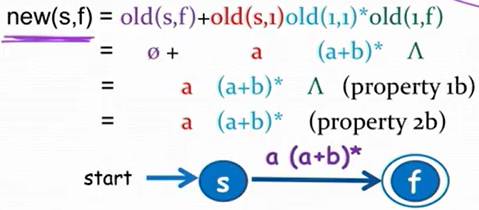 new(s,f) = old(s,f)+old(s,1)old(1,1)*old(1,f)
= ø + a (a+b)* Λ
= a (a+b)* Λ (property 1b)
= a (a+b)* (property 2b)
a (a+b)*
start s f